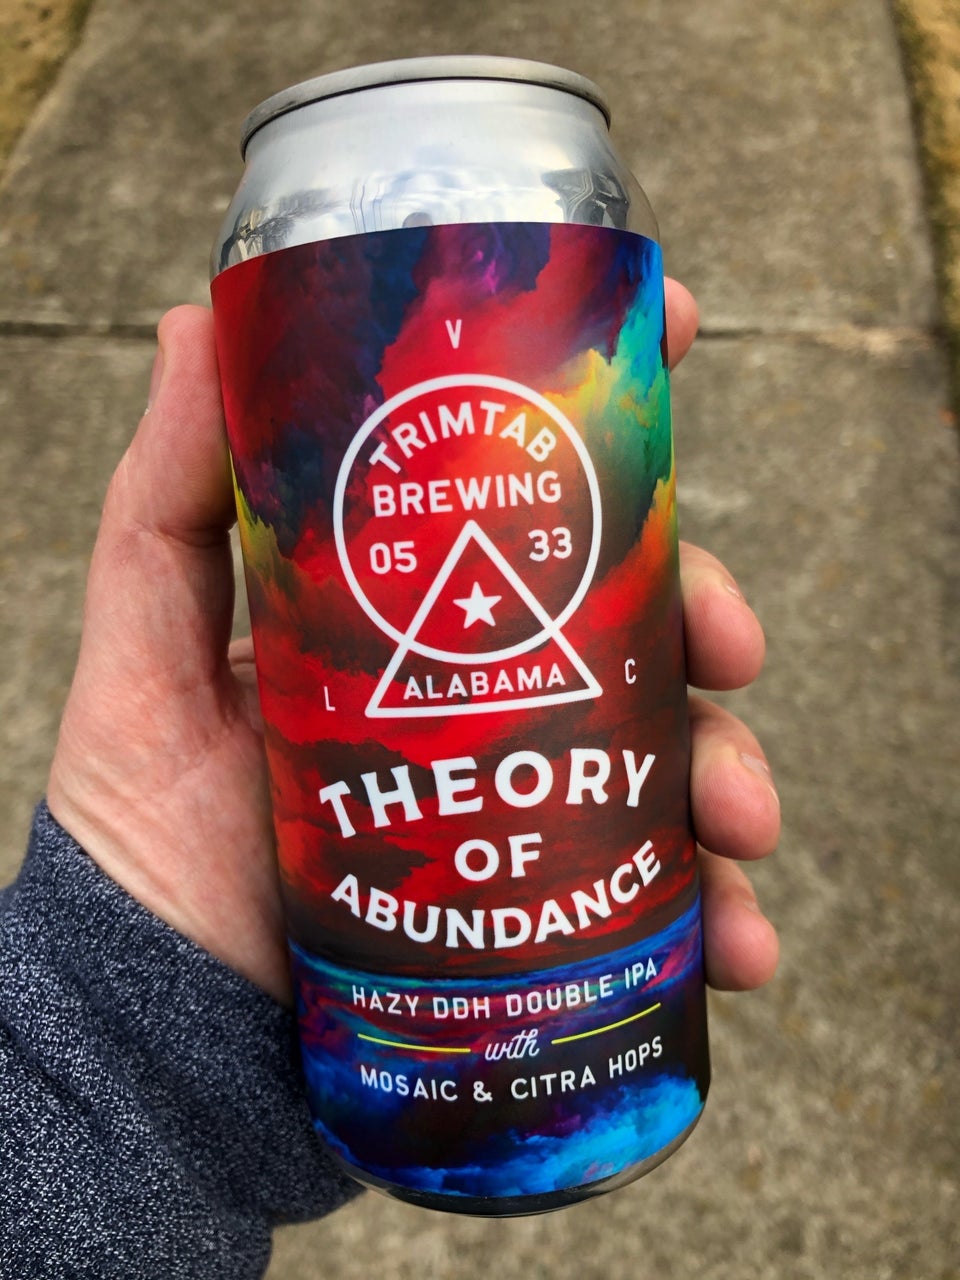 V
TRIMTAB
BREWING
05 33
ALABAMA
L C
THEORY
OF
ABUNDANCE
HAZY DDH DOUBLE IPA
with
MOSAIC & CITRA HOPS